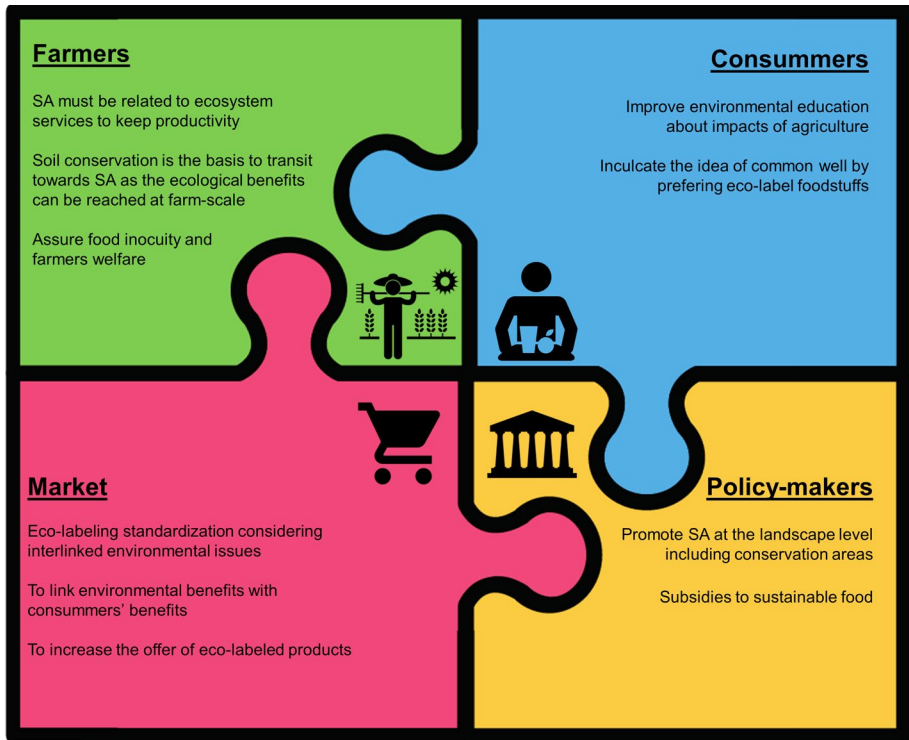 Farmers
SA must be related to ecosystem
services to keep productivity
Soil conservation is the basis to transit
towards SA as the ecological benefits
can be reached at farm-scale
Assure food inocuity and
farmers welfare
Consummers
Improve environmental education
about impacts of agriculture
Inculcate the idea of common well by
prefering eco-label foodstuffs
Market
Eco-labeling standardization considering
interlinked environmental issues
To link environmental benefits with
consummers’ benefits
To increase the offer of eco-labeled products
Policy-makers
Promote SA at the landscape level
including conservation areas
Subsidies to sustainable food